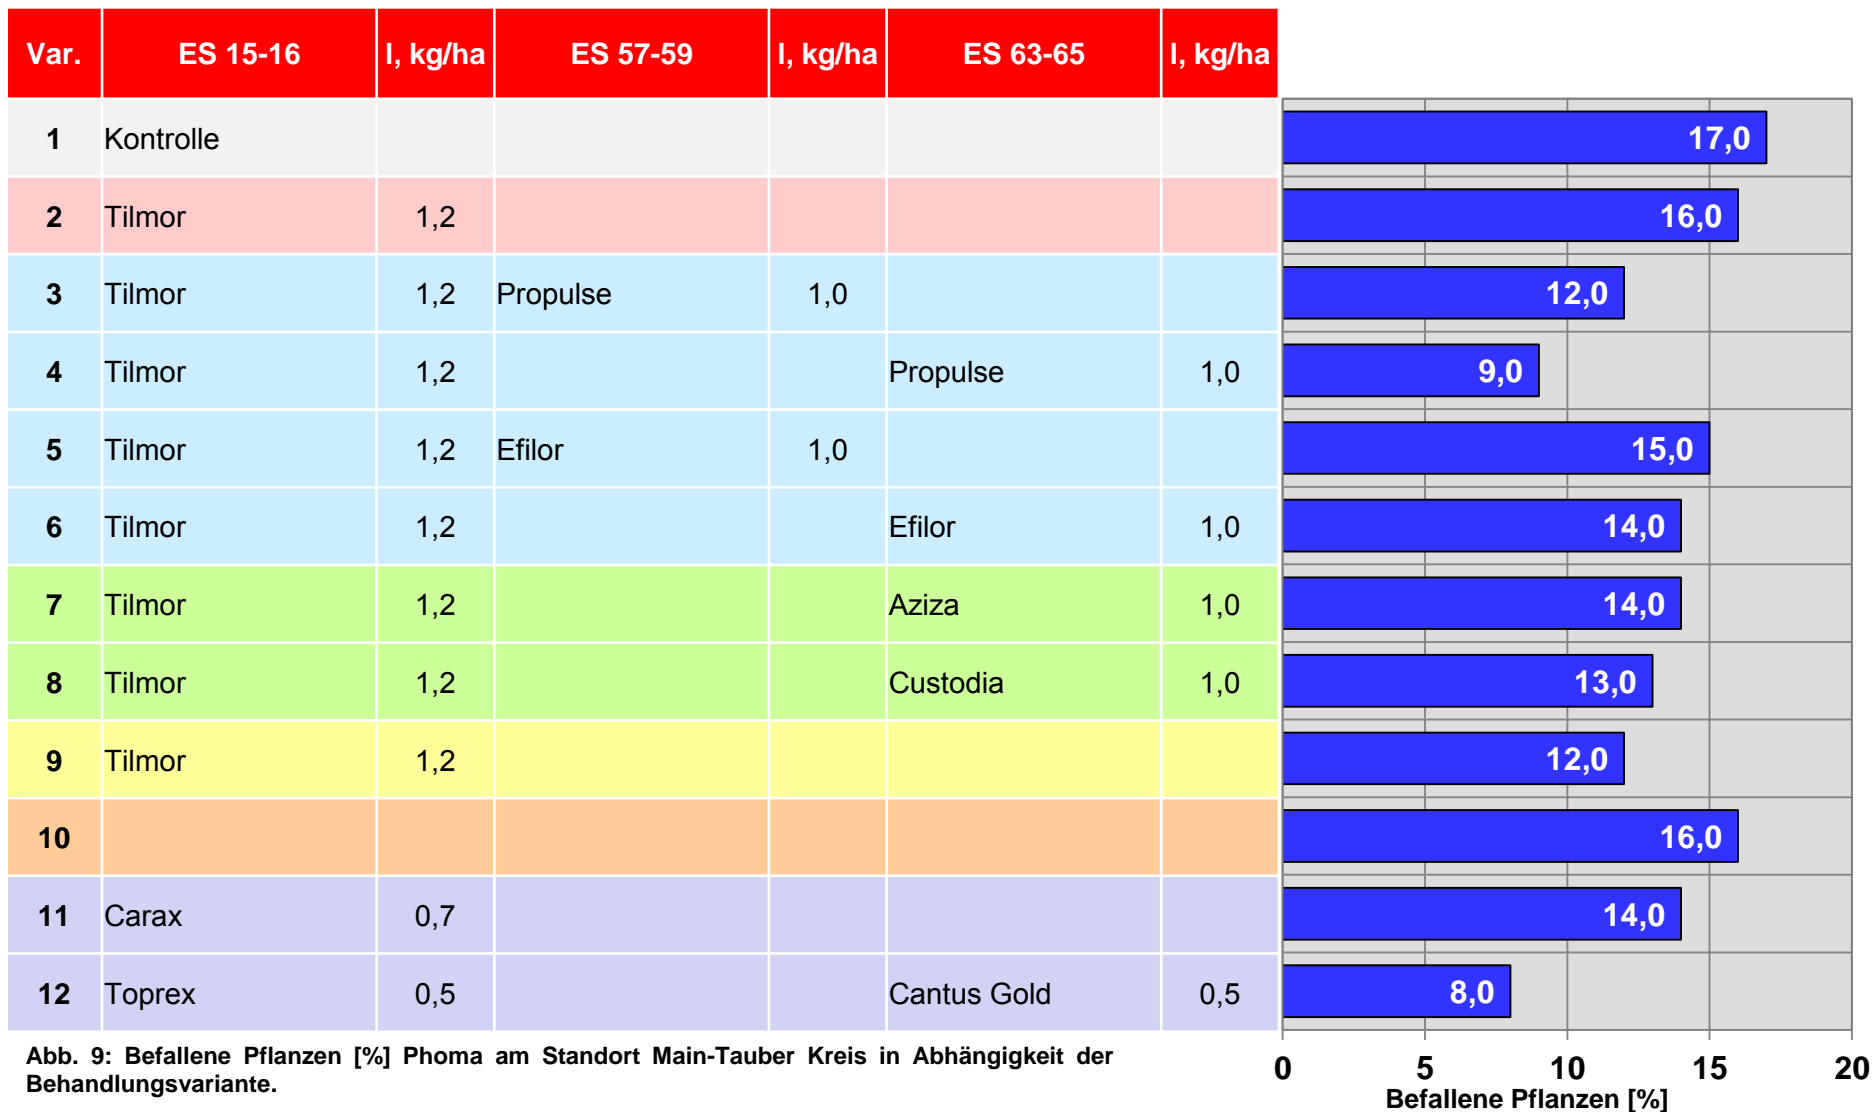 Var. ES 15-16 l, kg/ha ES 57-59 l, kg/ha ES 63-65 l, kg/ha
1 Kontrolle 17,0
2 Tilmor 1,2 16,0
3 Tilmor 1,2 Propulse 1,0 12,0
4 Tilmor 1,2 Propulse 1,0 9,0
5 Tilmor 1,2 Efilor 1,0 15,0
6 Tilmor 1,2 Efilor 1,0 14,0
7 Tilmor 1,2 Aziza 1,0 14,0
8 Tilmor 1,2 Custodia 1,0 13,0
9 Tilmor 1,2 12,0
10 16,0
11 Carax 0,7 14,0
12 Toprex 0,5 Cantus Gold 0,5 8,0
0 5 10 15 20
Befallene Pflanzen [%]
Abb. 9: Befallene Pflanzen [%] Phoma am Standort Main-Tauber Kreis in Abhängigkeit der
Behandlungsvariante.